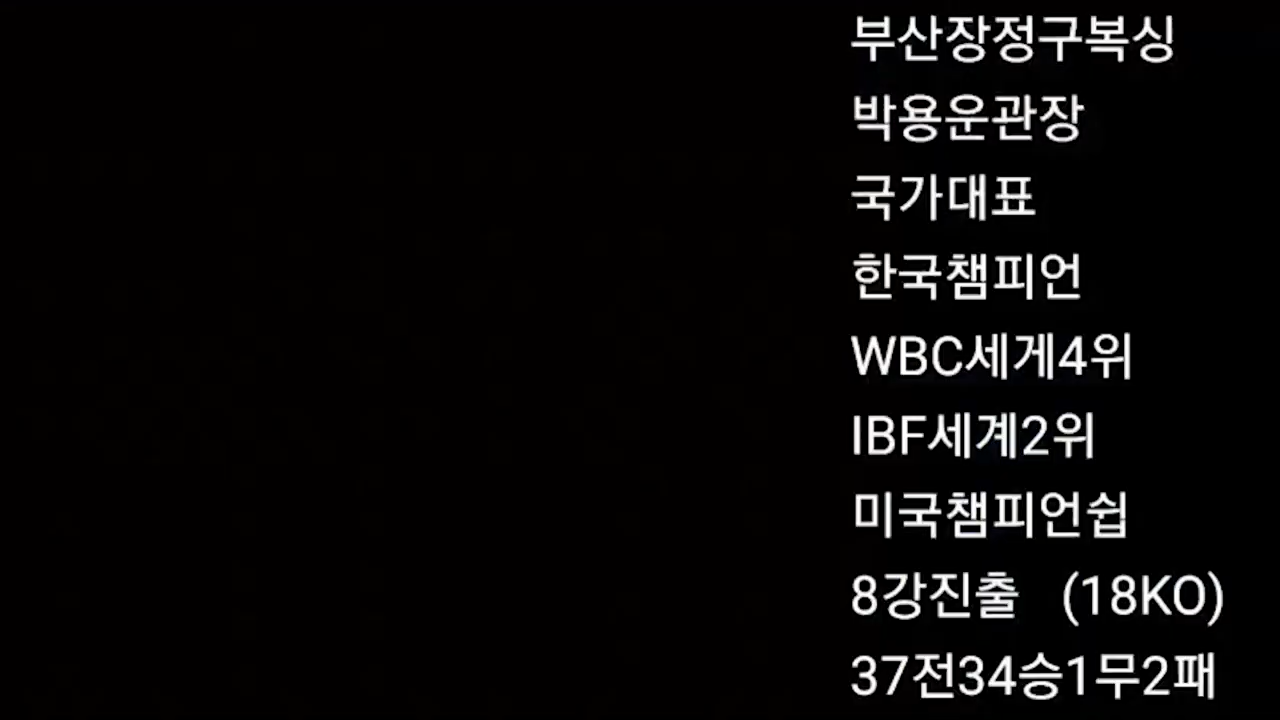 부산장정구복싱
박용운관장
국가대표
한국챔피언
WBC세게4위
IBF세계2위
미국챔피언쉽
8강진출 (18KO)
37전34승1무2패